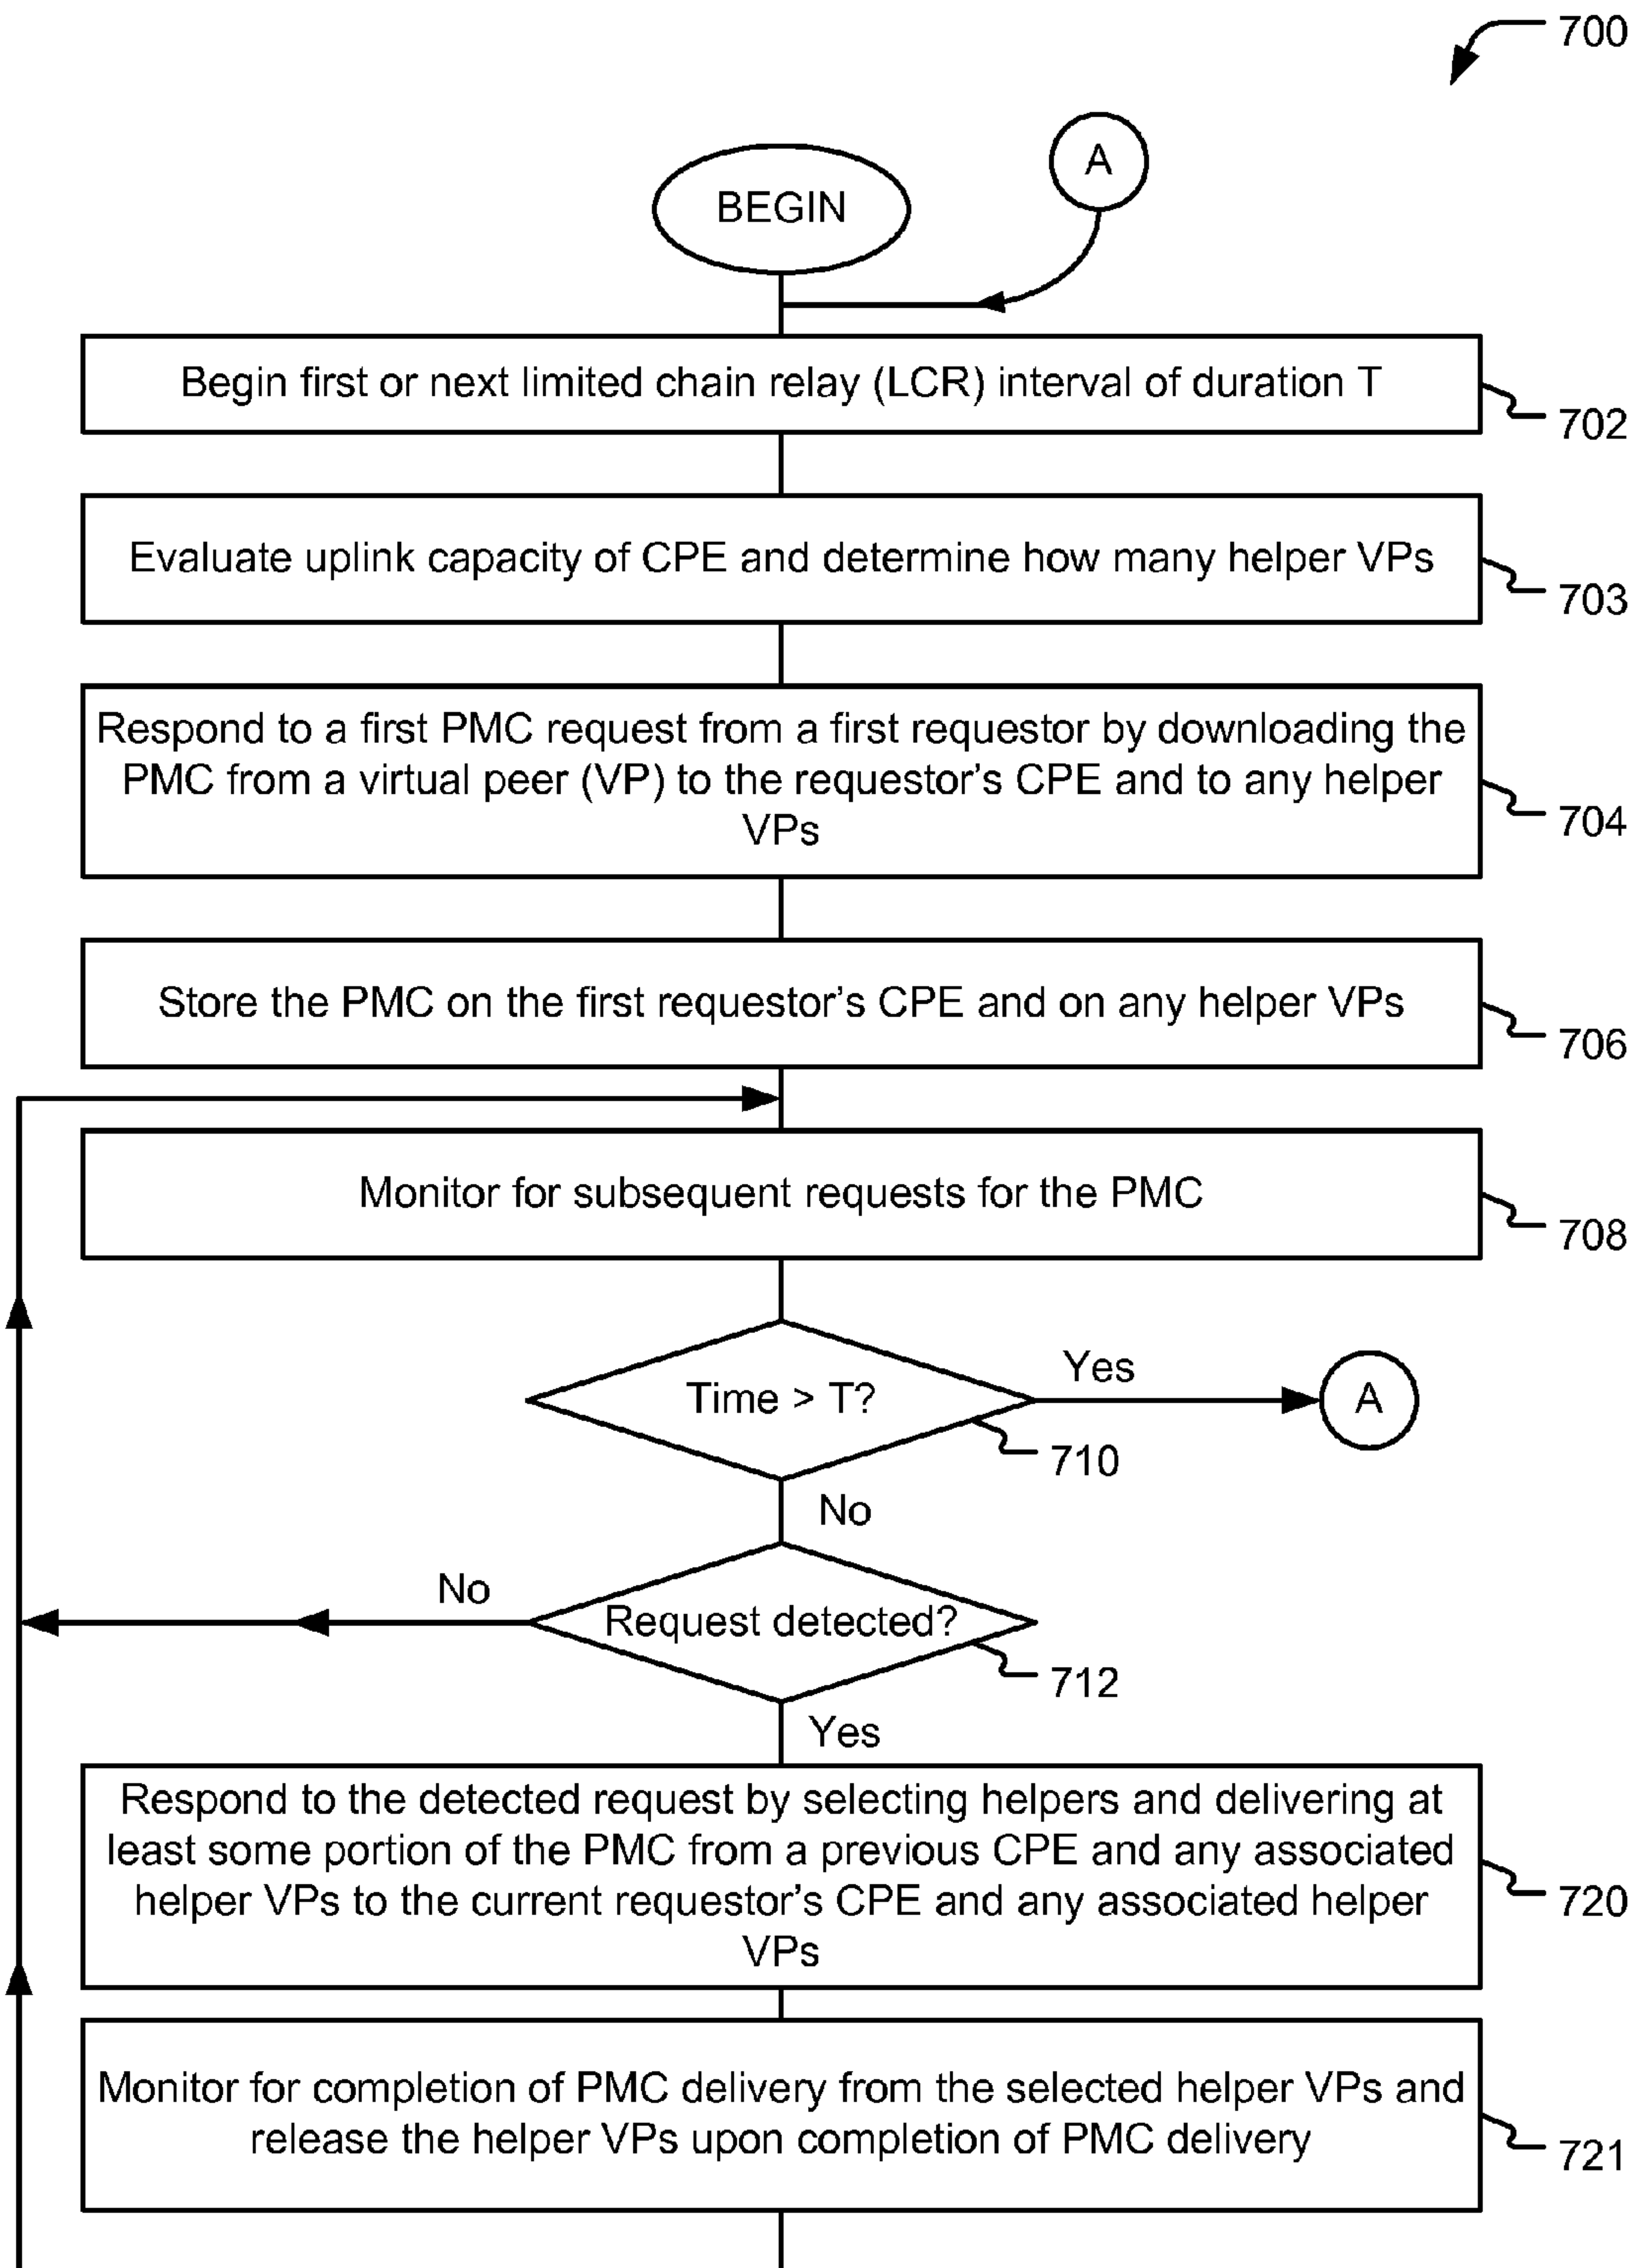 700
A
BEGIN
Begin first or next limited chain relay (LCR) interval of duration T
702
Evaluate uplink capacity of CPE and determine how many helper VPs
703
Respond to a first PMC request from a first requestor by downloading the
PMC from a virtual peer (VP) to the requestor's CPE and to any helper
VPs
704
Store the PMC on the first requestor's CPE and on any helper VPs
706
Monitor for subsequent requests for the PMC
708
Time > T?
Yes
A
710
No
Request detected?
No
712
Yes
Respond to the detected request by selecting helpers and delivering at
least some portion of the PMC from a previous CPE and any associated
helper VPs to the current requestor's CPE and any associated helper
VPs
720
Monitor for completion of PMC delivery from the selected helper VPs and
release the helper VPs upon completion of PMC delivery
721